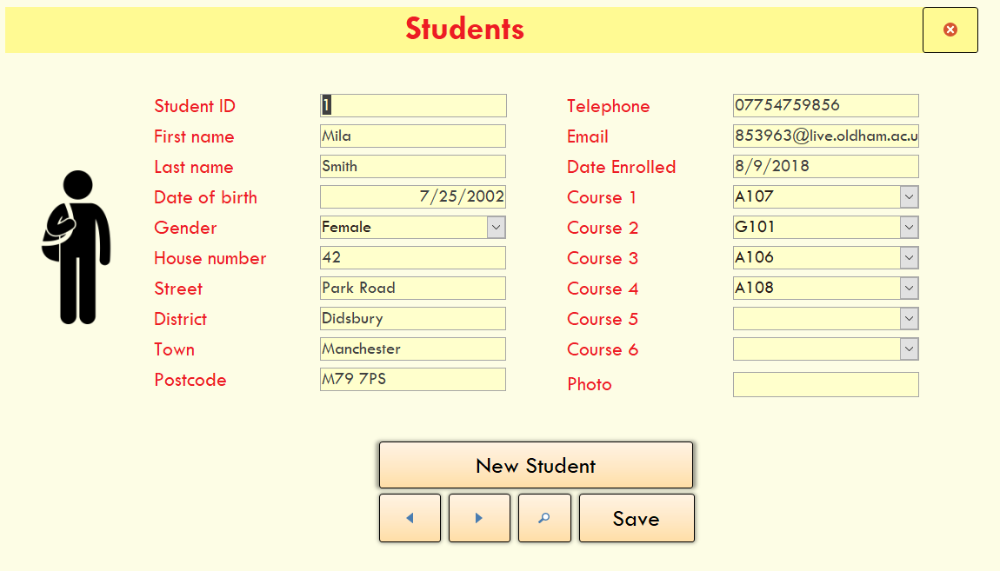 Students
Student ID 1
First name Mila
Last name Smith
Date of birth 7/25/2002
Gender Female
House number 42
Street Park Road
District Didsbury
Town Manchester
Postcode M79 7PS
Telephone 07754759856
Email 853963@live.oldham.ac.u
Date Enrolled 8/9/2018
Course 1 A107
Course 2 G101
Course 3 A106
Course 4 A108
Course 5
Course 6
Photo
New Student
Save